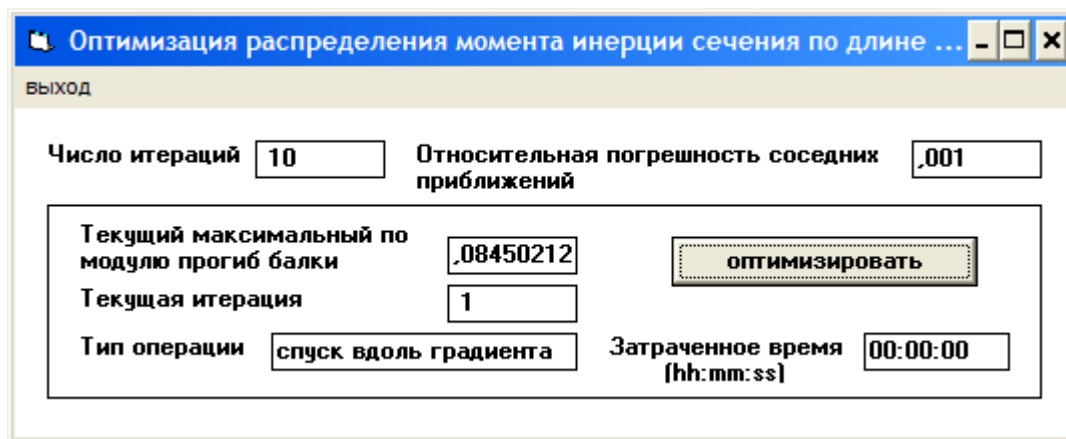 Оптимизация распределения момента инерции сечения по длине ...
выход
Число итераций 10 Относительная погрешность соседних приближений ,001
Текущий максимальный по модулю прогиб балки ,08450212
оптимизировать
Текущая итерация 1
Тип операции спуск вдоль градиента Затраченное время (hh:mm:ss) 00:00:00